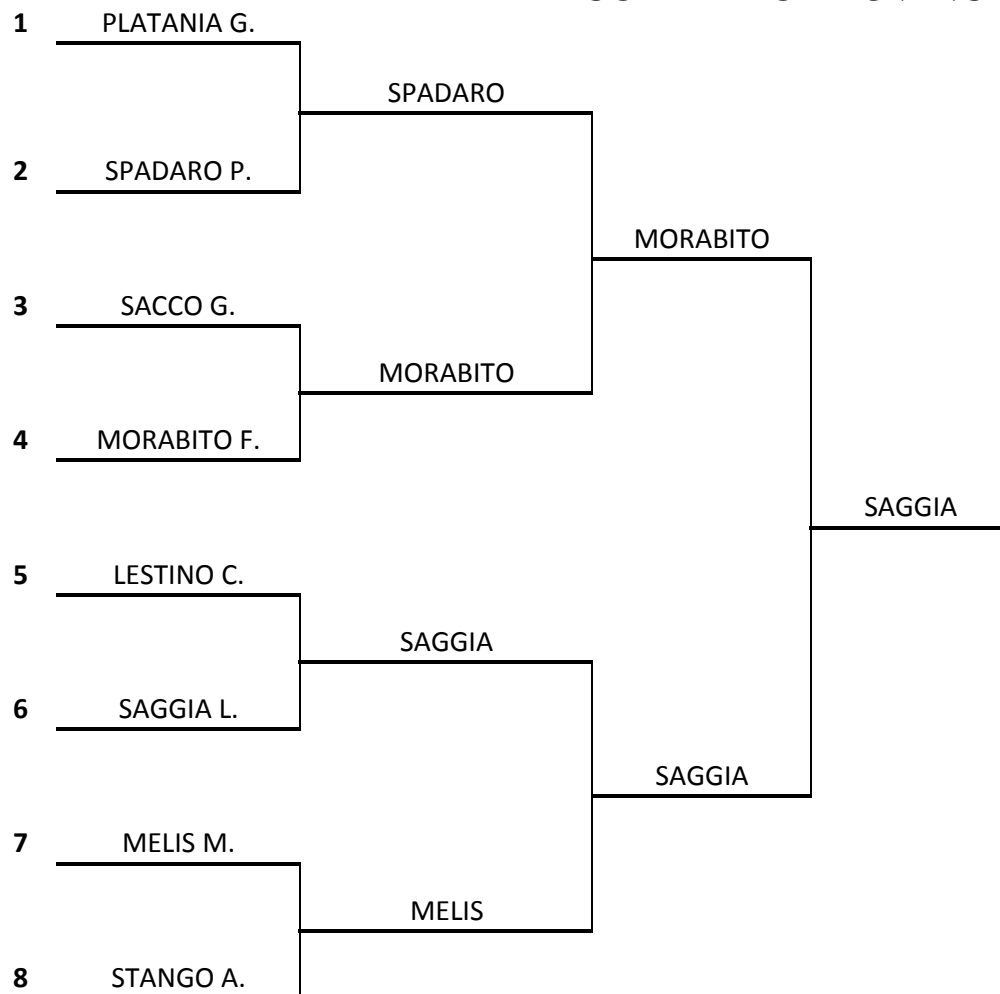 1 PLATANIA G.
SPADARO
2 SPADARO P.
MORABITO
3 SACCO G.
MORABITO
4 MORABITO F.
SAGGIA
5 LESTINO C.
SAGGIA
6 SAGGIA L.
SAGGIA
7 MELIS M.
MELIS
8 STANGO A.